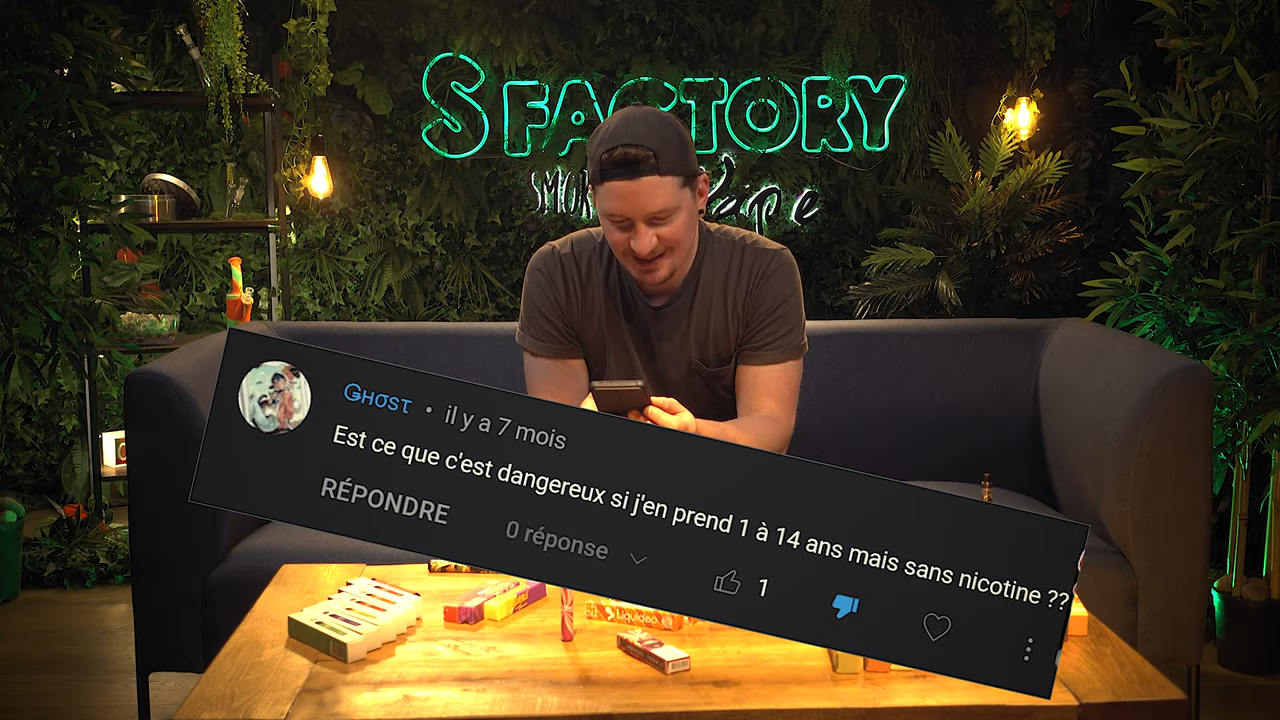 S FACTORY
GHOST • il y a 7 mois
Est ce que c'est dangereux si j'en prend 1 à 14 ans mais sans nicotine ??
RÉPONDRE
0 réponse
1
Liquideo